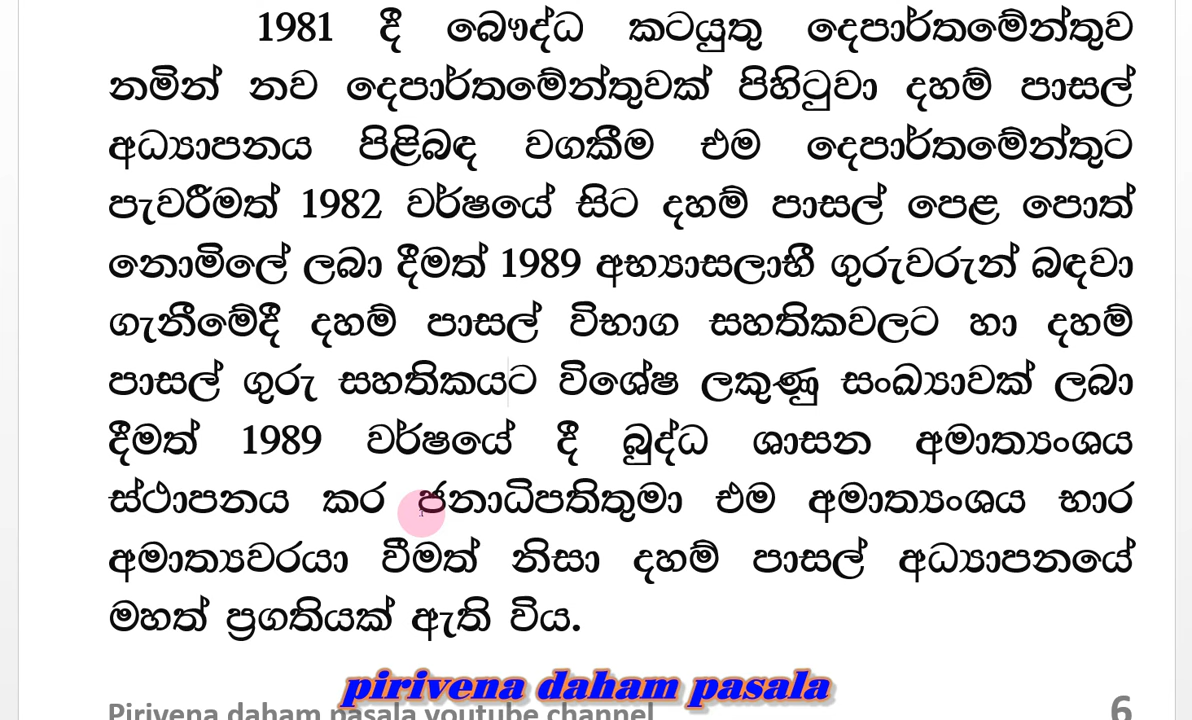 1981 දී බෞද්ධ කටයුතු දෙපාර්තමේන්තුව
නමින් නව දෙපාර්තමේන්තුවක් පිහිටුවා දහම් පාසල්
අධ්‍යාපනය පිළිබඳ වගකීම එම දෙපාර්තමේන්තුට
පැවරීමත් 1982 වර්ෂයේ සිට දහම් පාසල් පෙළ පොත්
නොමිලේ ලබා දීමත් 1989 අභ්‍යාසලාභී ගුරුවරුන් බඳවා
ගැනීමේදී දහම් පාසල් විභාග සහතිකවලට හා දහම්
පාසල් ගුරු සහතිකයට විශේෂ ලකුණු සංඛ්‍යාවක් ලබා
දීමත් 1989 වර්ෂයේ දී බුද්ධ ශාසන අමාත්‍යංශය
ස්ථාපනය කර ජනාධිපතිතුමා එම අමාත්‍යංශය භාර
අමාත්‍යවරයා වීමත් නිසා දහම් පාසල් අධ්‍යාපනයේ
මහත් ප්‍රගතියක් ඇති විය.
pirivena daham pasala
Pirivena daham pasala youtube channel 6